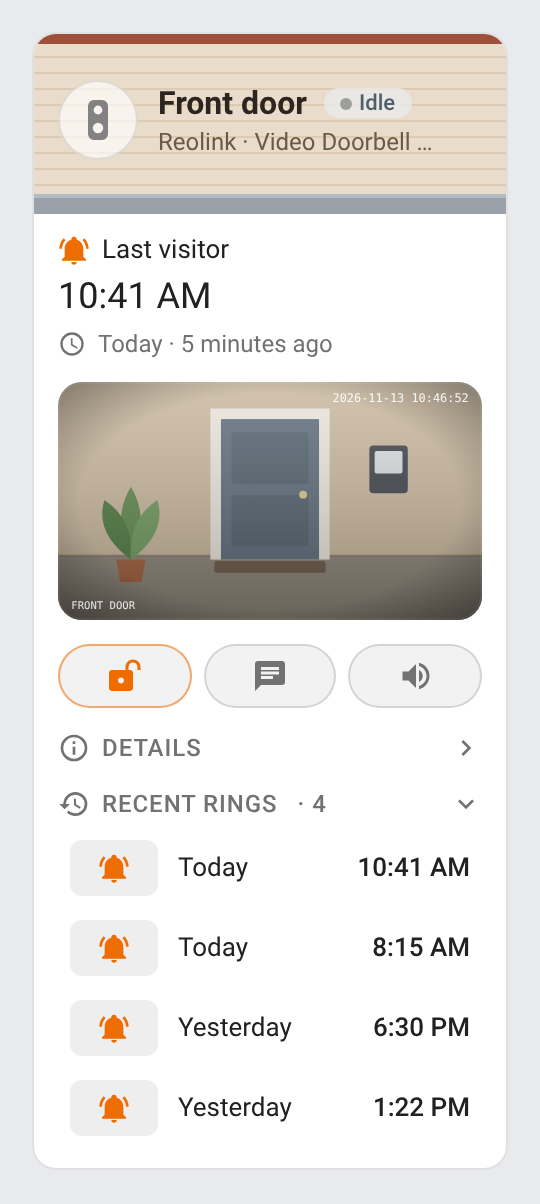 Front door
Idle
Reolink · Video Doorbell ...
Last visitor
10:41 AM
Today · 5 minutes ago
2026-11-13 10:46:52
FRONT DOOR
DETAILS
RECENT RINGS · 4
Today 10:41 AM
Today 8:15 AM
Yesterday 6:30 PM
Yesterday 1:22 PM